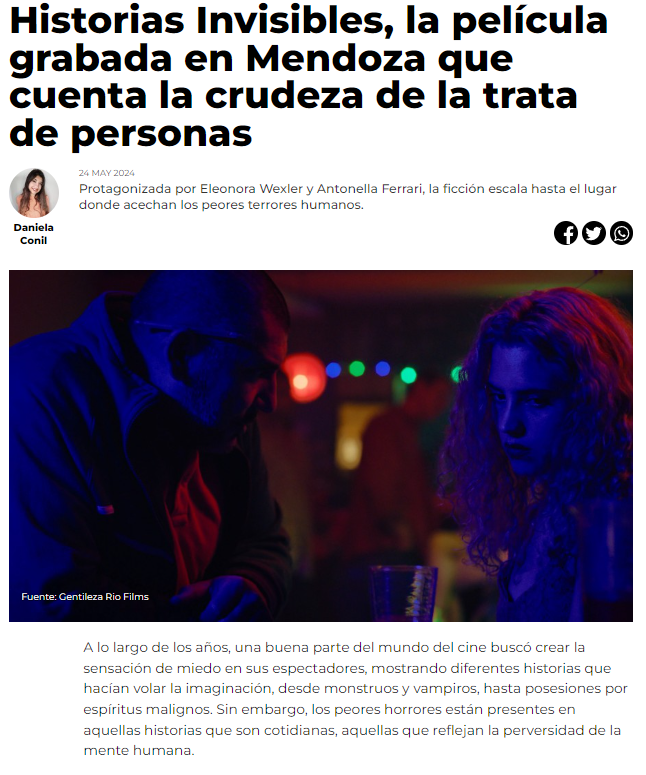 Historias Invisibles, la película
grabada en Mendoza que
cuenta la crudeza de la trata
de personas
24 MAY 2024
Protagonizada por Eleonora Wexler y Antonella Ferrari, la ficción escala hasta el lugar
donde acechan los peores terrores humanos.
Daniela
Conil
Fuente: Gentileza Rio Films
A lo largo de los años, una buena parte del mundo del cine buscó crear la
sensación de miedo en sus espectadores, mostrando diferentes historias que
hacían volar la imaginación, desde monstruos y vampiros, hasta posesiones por
espíritus malignos. Sin embargo, los peores horrores están presentes en
aquellas historias que son cotidianas, aquellas que reflejan la perversidad de la
mente humana.